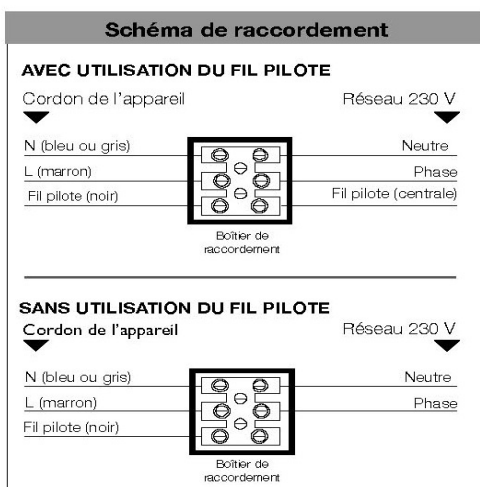 Schéma de raccordement
AVEC UTILISATION DU FIL PILOTE
Cordon de l'appareil Réseau 230 V
N (bleu ou gris) Neutre
L (marron) Phase
Fil pilote (noir) Fil pilote (centrale)
Boîtier de
raccordement
SANS UTILISATION DU FIL PILOTE
Cordon de l'appareil Réseau 230 V
N (bleu ou gris) Neutre
L (marron) Phase
Fil pilote (noir)
Boîtier de
raccordement